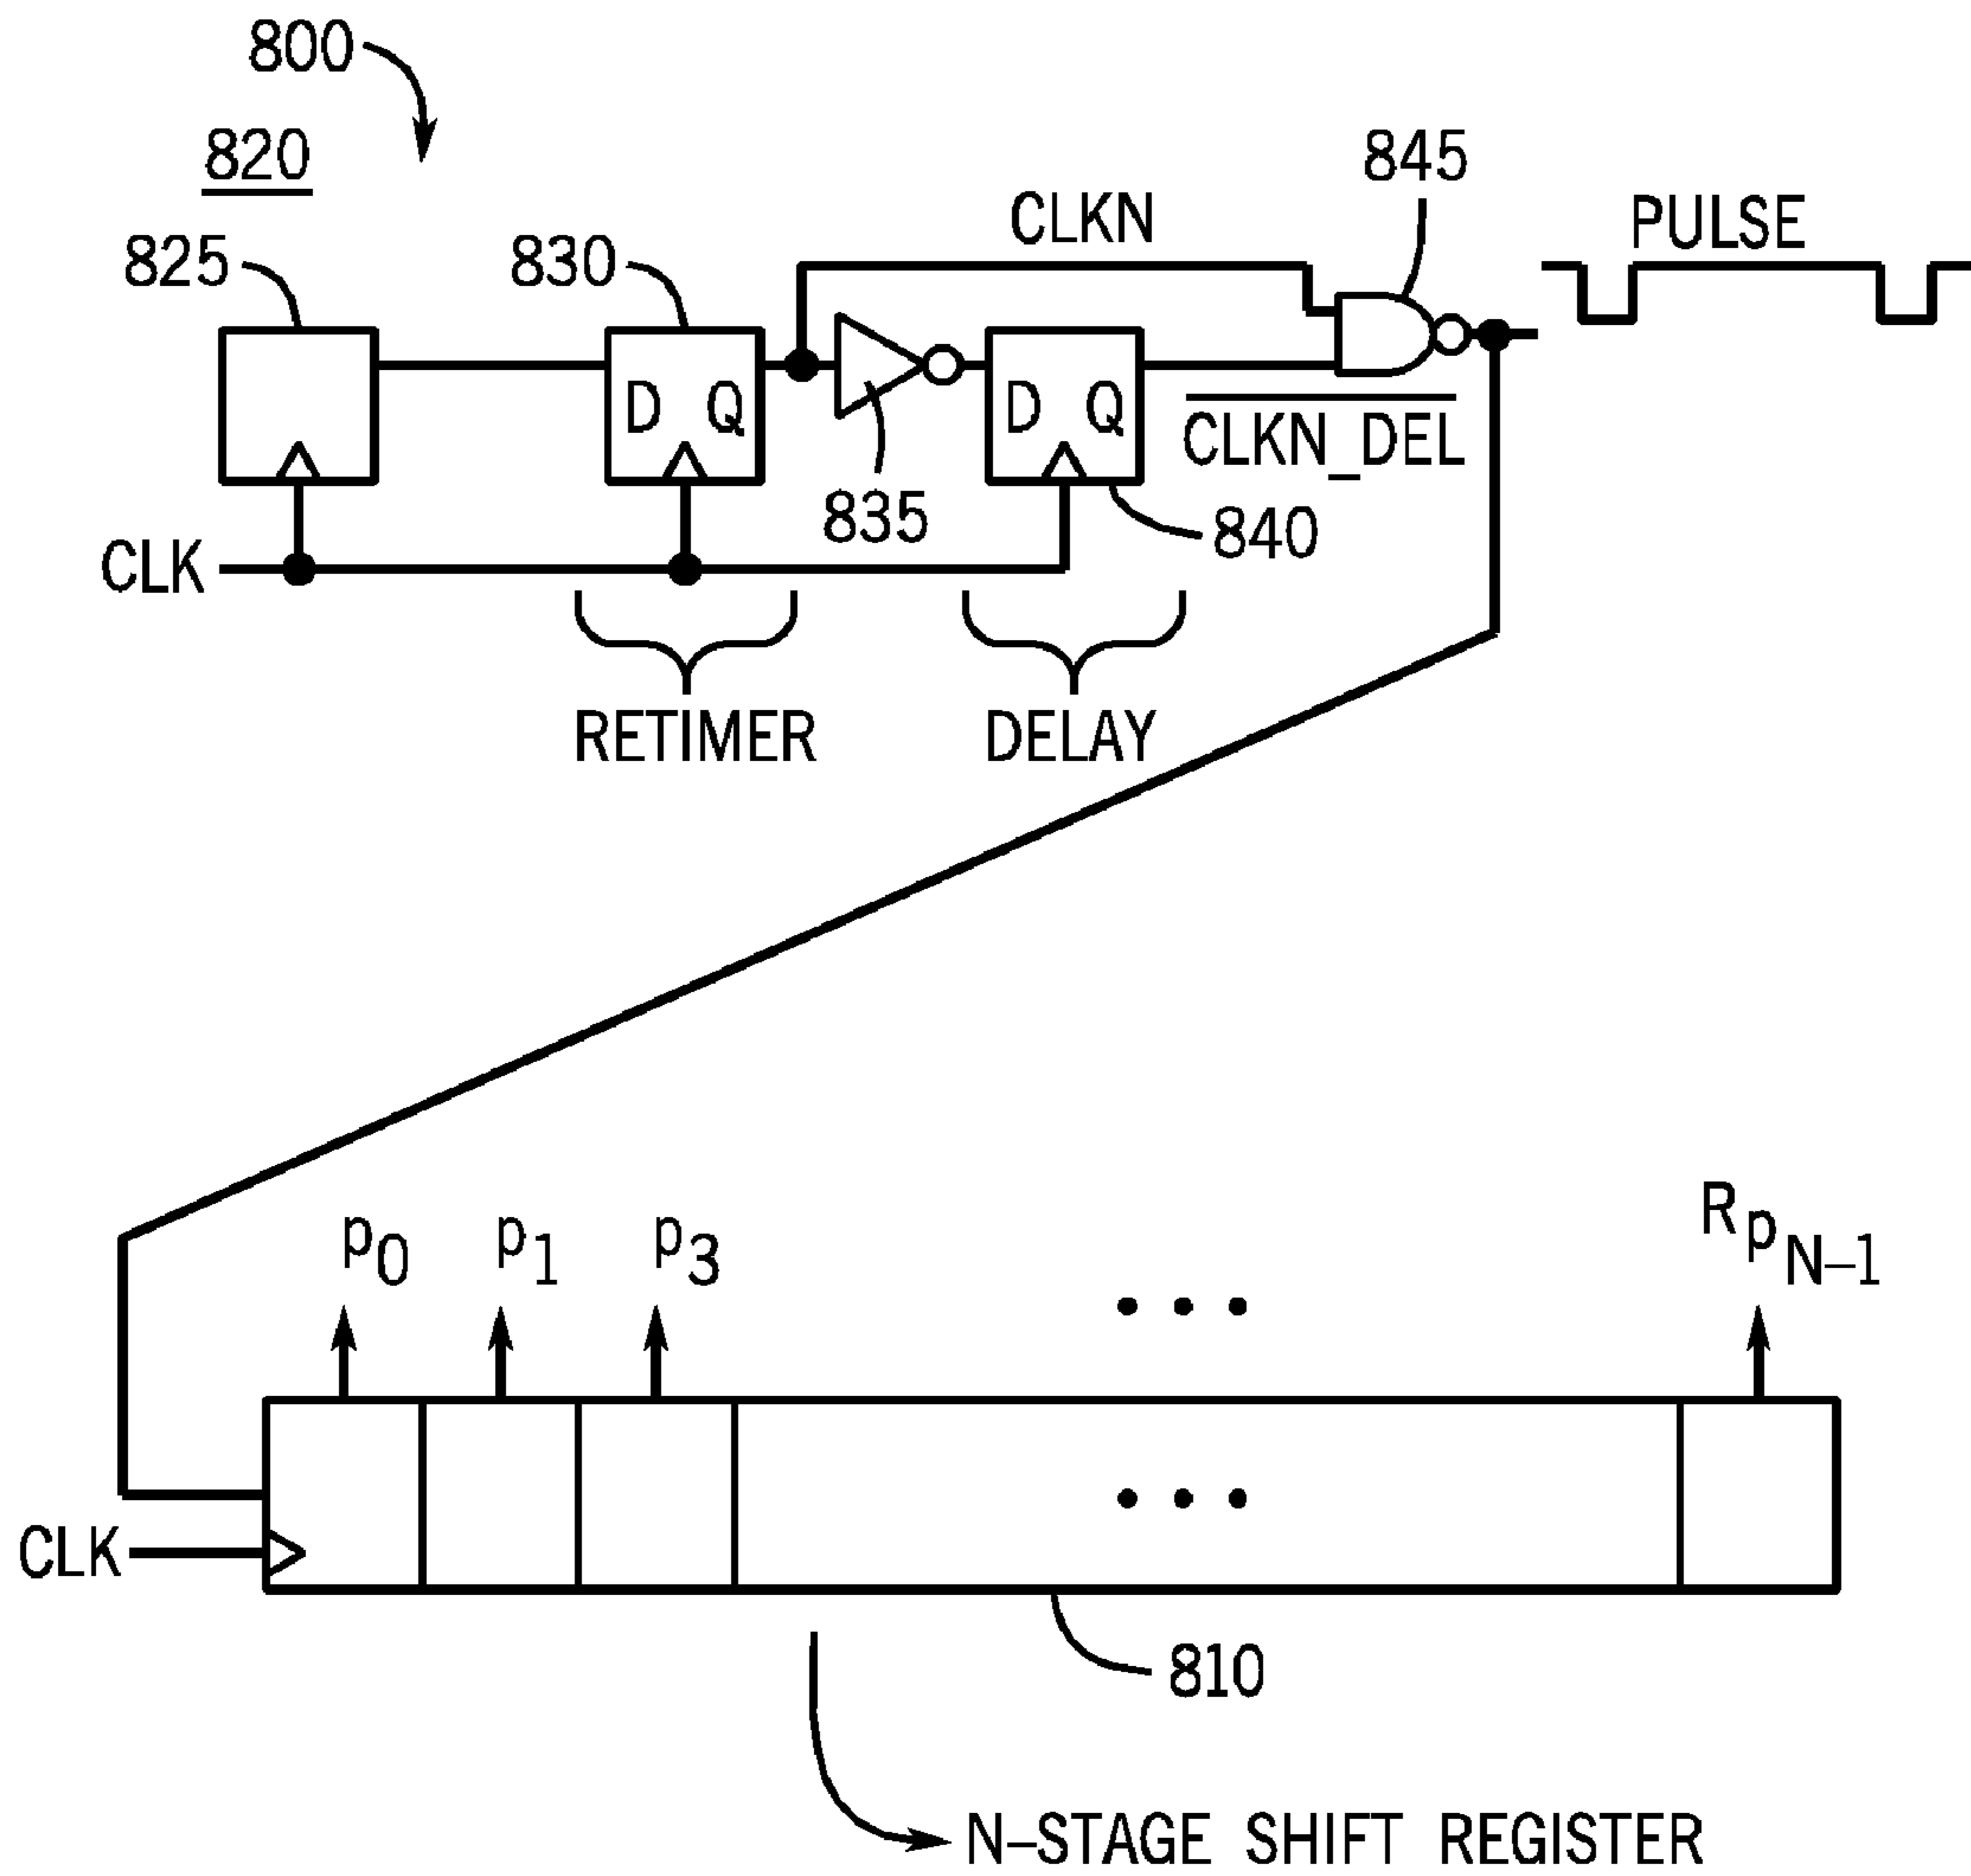 800
820
845
CLKN
PULSE
825
830
D Q
D Q
CLKN_DEL
835
840
CLK
RETIMER
DELAY
p0
p1
p3
RpN–1
CLK
810
N–STAGE SHIFT REGISTER